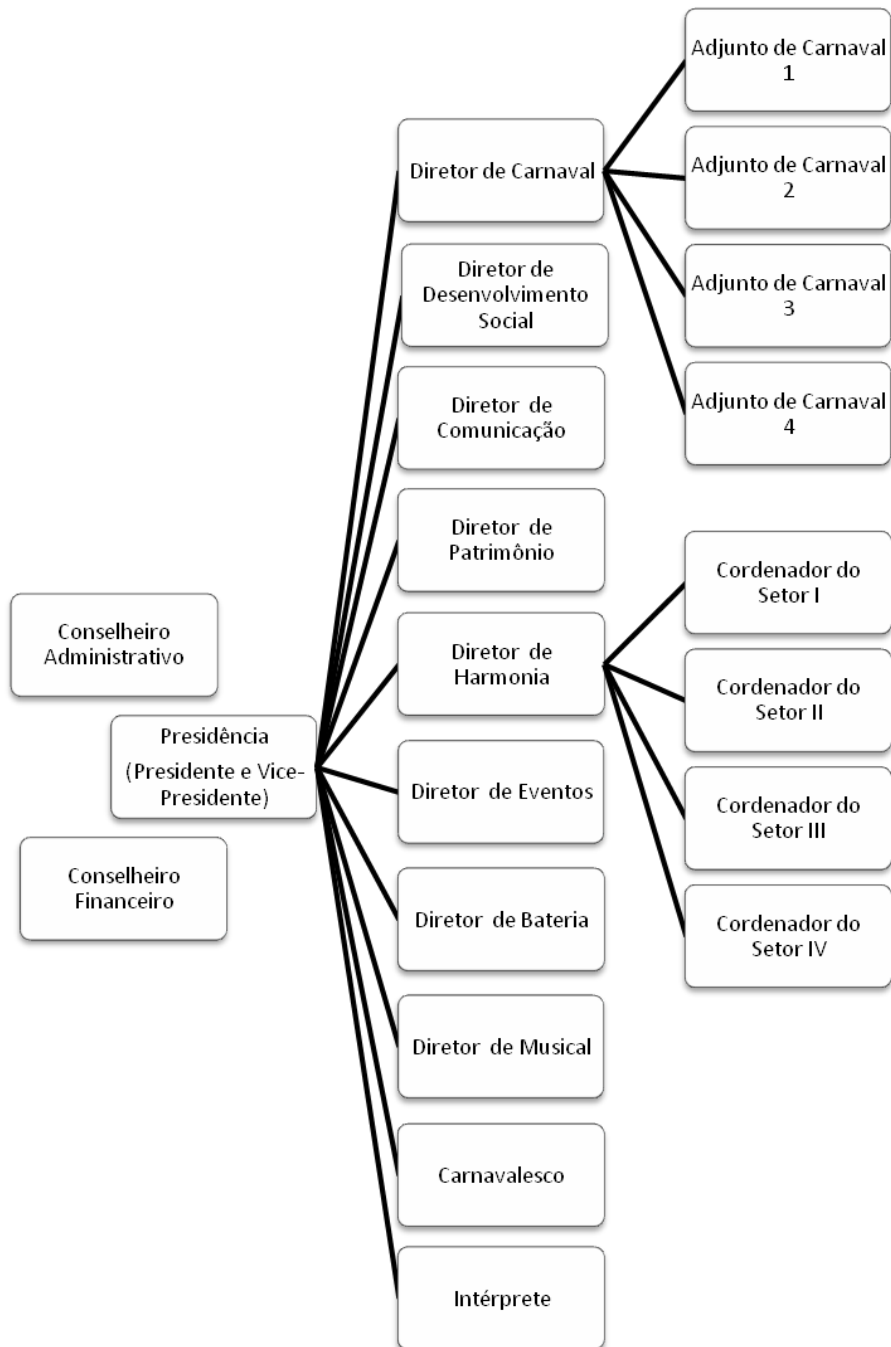 Conselheiro
Administrativo
Presidência
(Presidente e Vice-
Presidente)
Conselheiro
Financeiro
Diretor de Carnaval
Diretor de
Desenvolvimento
Social
Diretor de
Comunicação
Diretor de
Patrimônio
Diretor de
Harmonia
Diretor de Eventos
Diretor de Bateria
Diretor de Musical
Carnavalesco
Intérprete
Adjunto de Carnaval
1
Adjunto de Carnaval
2
Adjunto de Carnaval
3
Adjunto de Carnaval
4
Cordenador do
Setor I
Cordenador do
Setor II
Cordenador do
Setor III
Cordenador do
Setor IV